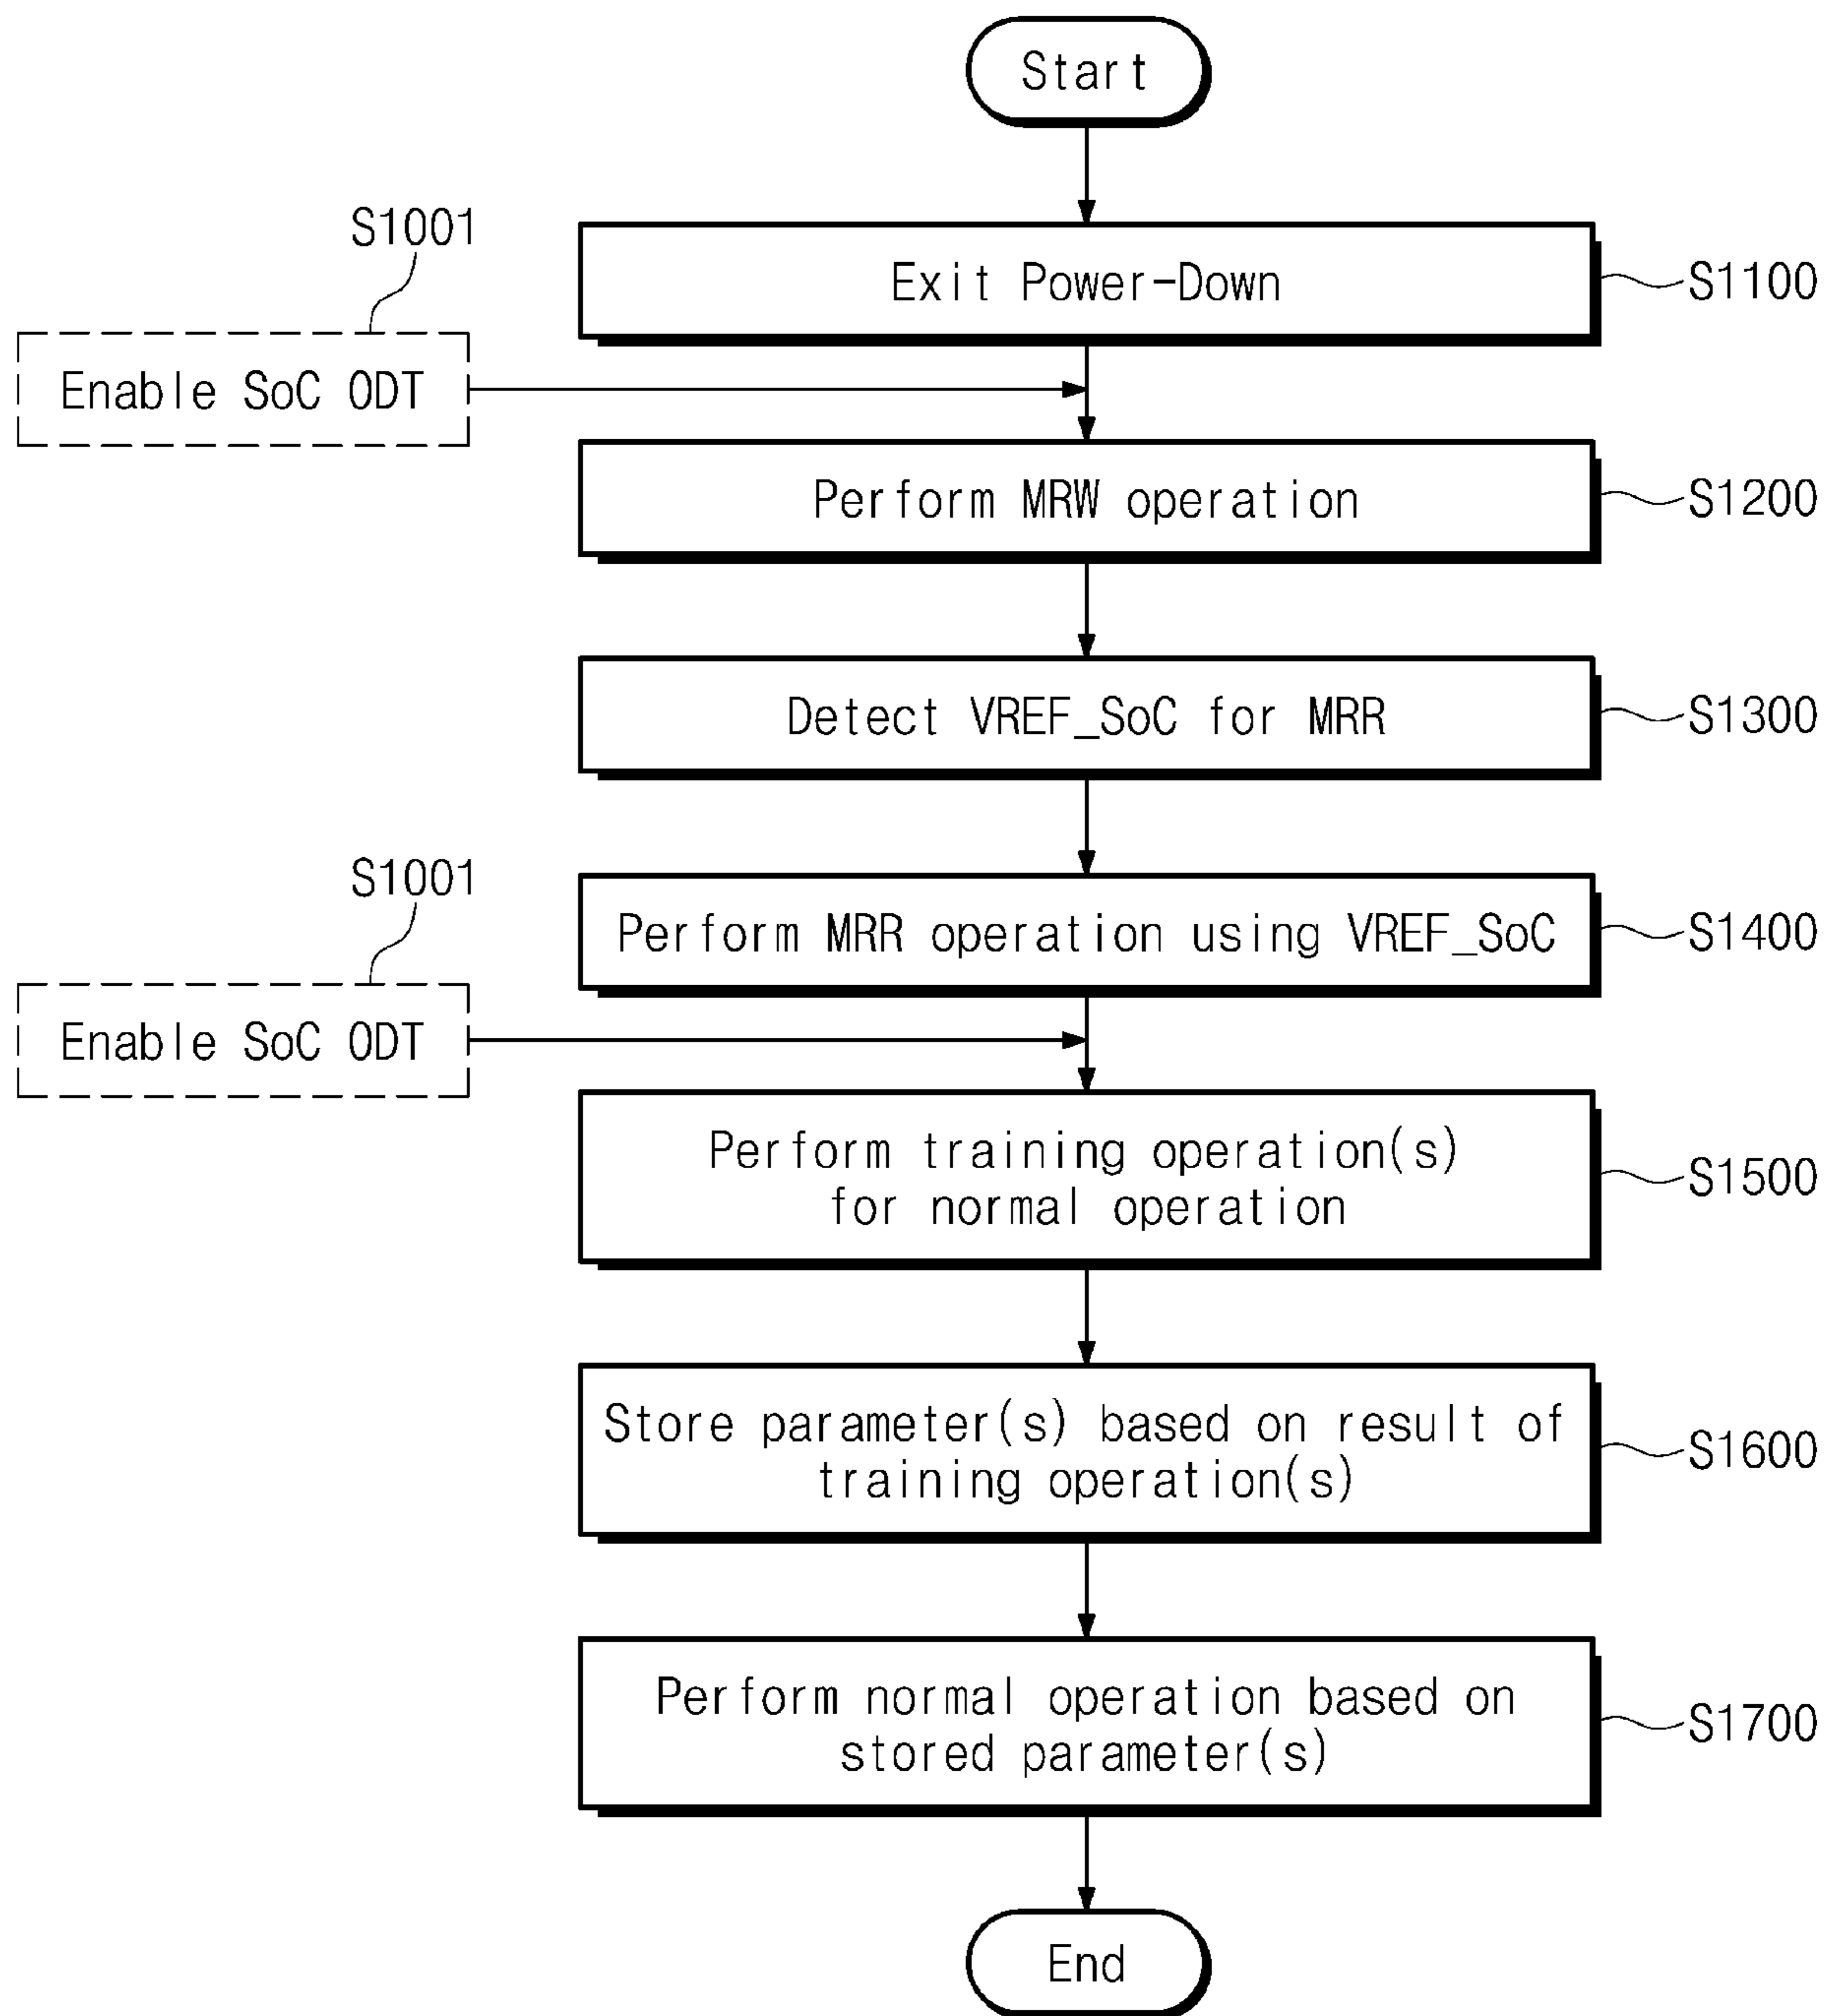 Start
Exit Power-Down
S1100
S1001
Enable SoC ODT
Perform MRW operation
S1200
Detect VREF_SoC for MRR
S1300
Perform MRR operation using VREF_SoC
S1400
S1001
Enable SoC ODT
Perform training operation(s)
for normal operation
S1500
Store parameter(s) based on result of
training operation(s)
S1600
Perform normal operation based on
stored parameter(s)
S1700
End